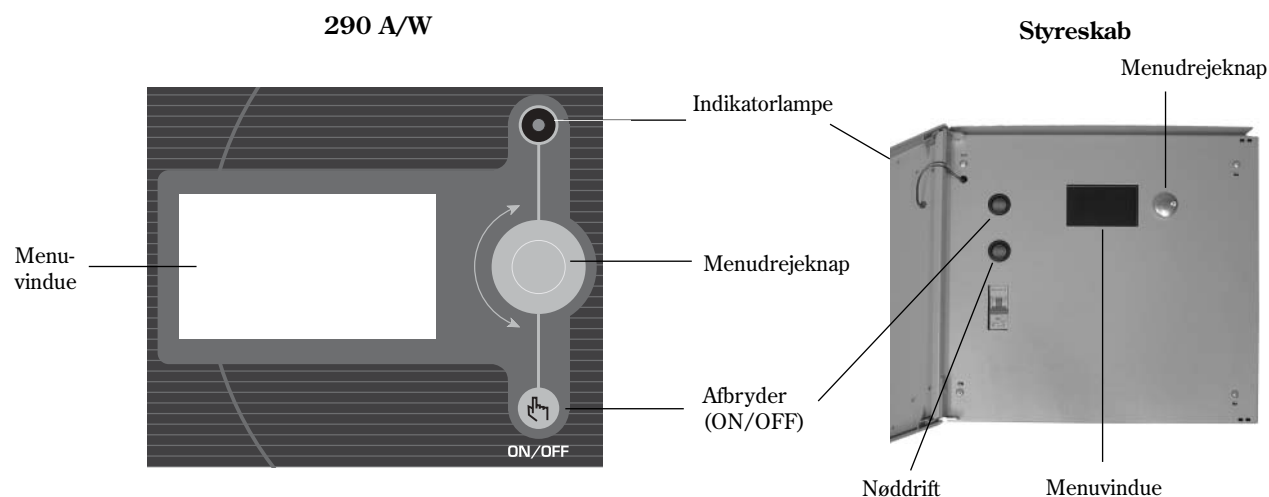 290 A/W
Styreskab
Menudrejeknap
Indikatorlampe
Menu-
vindue
Menudrejeknap
Afbryder
(ON/OFF)
ON/OFF
Nøddrift
Menuvindue